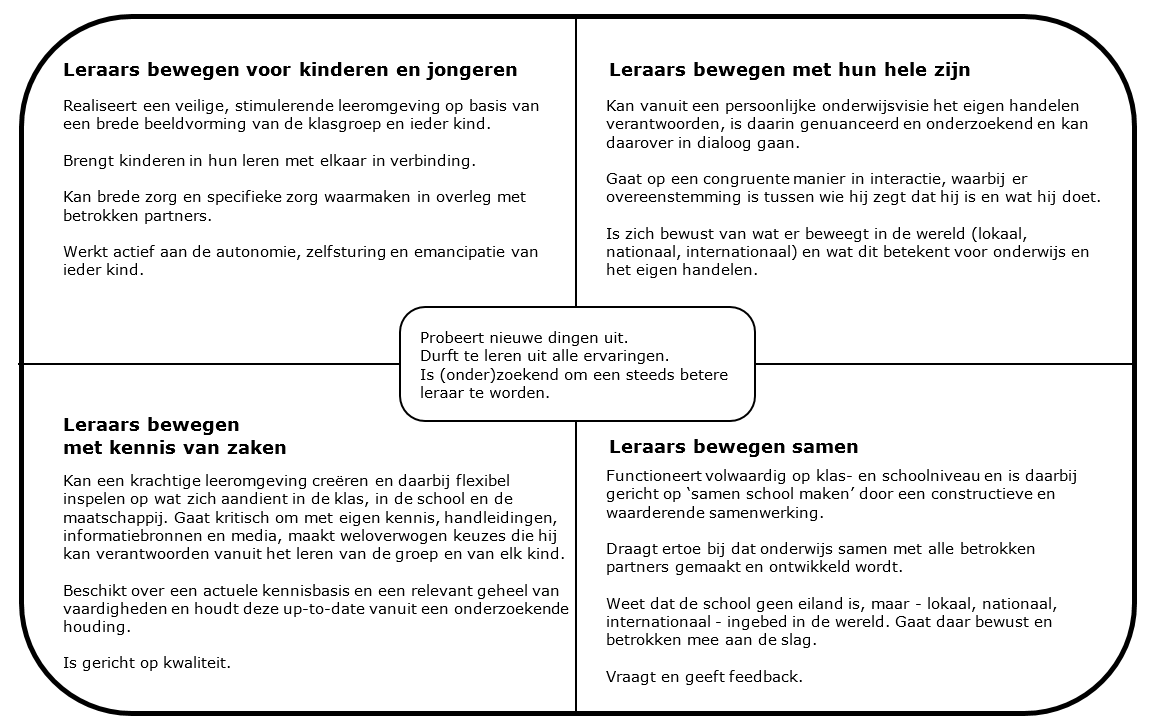 Leraars bewegen voor kinderen en jongeren
Realiseert een veilige, stimulerende leeromgeving op basis van
een brede beeldvorming van de klasgroep en ieder kind.
Brengt kinderen in hun leren met elkaar in verbinding.
Kan brede zorg en specifieke zorg waarmaken in overleg met
betrokken partners.
Werkt actief aan de autonomie, zelfsturing en emancipatie van
ieder kind.
Leraars bewegen met hun hele zijn
Kan vanuit een persoonlijke onderwijsvisie het eigen handelen
verantwoorden, is daarin genuanceerd en onderzoekend en kan
daarover in dialoog gaan.
Gaat op een congruente manier in interactie, waarbij er
overeenstemming is tussen wie hij zegt dat hij is en wat hij doet.
Is zich bewust van wat er beweegt in de wereld (lokaal,
nationaal, internationaal) en wat dit betekent voor onderwijs en
het eigen handelen.
Probeert nieuwe dingen uit.
Durft te leren uit alle ervaringen.
Is (onder)zoekend om een steeds betere
leraar te worden.
Leraars bewegen
met kennis van zaken
Kan een krachtige leeromgeving creëren en daarbij flexibel
inspelen op wat zich aandient in de klas, in de school en de
maatschappij. Gaat kritisch om met eigen kennis, handleidingen,
informatiebronnen en media, maakt weloverwogen keuzes die hij
kan verantwoorden vanuit het leren van de groep en van elk kind.
Beschikt over een actuele kennisbasis en een relevant geheel van
vaardigheden en houdt deze up-to-date vanuit een onderzoekende
houding.
Is gericht op kwaliteit.
Leraars bewegen samen
Functioneert volwaardig op klas- en schoolniveau en is daarbij
gericht op ‘samen school maken’ door een constructieve en
waarderende samenwerking.
Draagt ertoe bij dat onderwijs samen met alle betrokken
partners gemaakt en ontwikkeld wordt.
Weet dat de school geen eiland is, maar - lokaal, nationaal,
internationaal - ingebed in de wereld. Gaat daar bewust en
betrokken mee aan de slag.
Vraagt en geeft feedback.